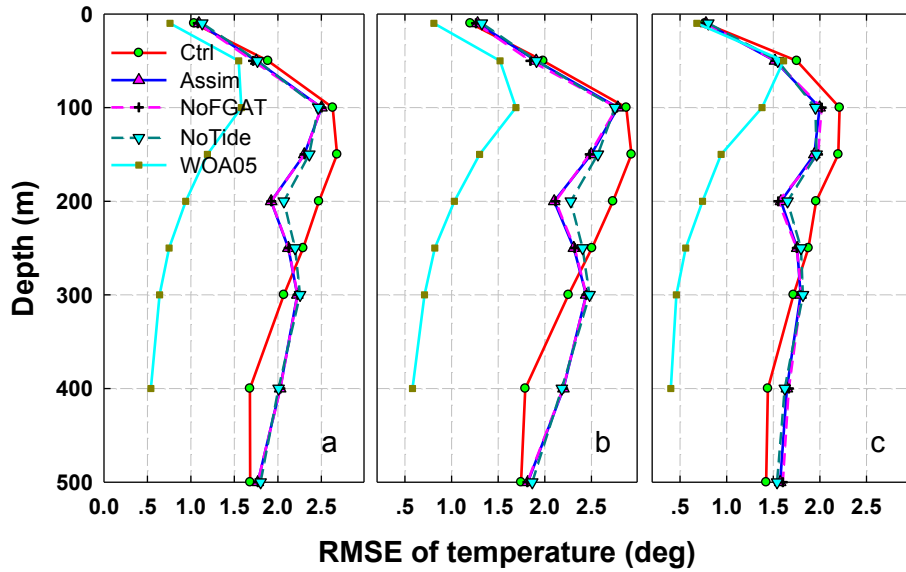 0
100
200
300
400
500
Depth (m)
Ctrl
Assim
NoFGAT
NoTide
WOA05
a
b
c
0.0 .5 1.0 1.5 2.0 2.5
.5 1.0 1.5 2.0 2.5
.5 1.0 1.5 2.0 2.5
RMSE of temperature (deg)